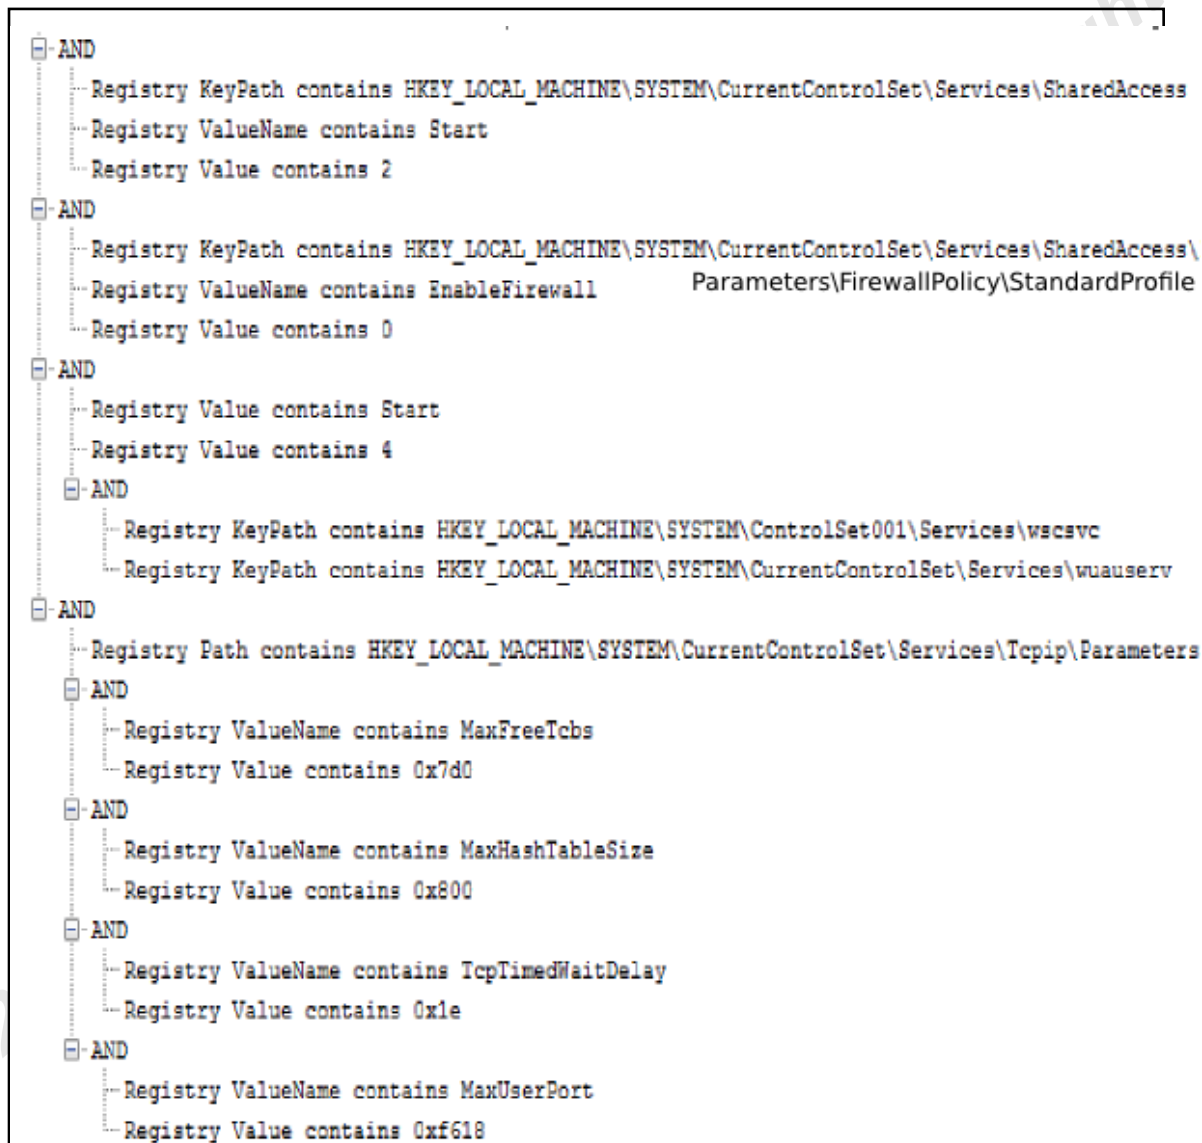 AND
Registry KeyPath contains HKEY_LOCAL_MACHINE\SYSTEM\CurrentControlSet\Services\SharedAccess
Registry ValueName contains Start
Registry Value contains 2
AND
Registry KeyPath contains HKEY_LOCAL_MACHINE\SYSTEM\CurrentControlSet\Services\SharedAccess\
Parameters\FirewallPolicy\StandardProfile
Registry ValueName contains EnableFirewall
Registry Value contains 0
AND
Registry Value contains Start
Registry Value contains 4
AND
Registry KeyPath contains HKEY_LOCAL_MACHINE\SYSTEM\ControlSet001\Services\wscsvc
Registry KeyPath contains HKEY_LOCAL_MACHINE\SYSTEM\CurrentControlSet\Services\wuauserv
AND
Registry Path contains HKEY_LOCAL_MACHINE\SYSTEM\CurrentControlSet\Services\Tcpip\Parameters
AND
Registry ValueName contains MaxFreeTcbs
Registry Value contains 0x7d0
AND
Registry ValueName contains MaxHashTableSize
Registry Value contains 0x800
AND
Registry ValueName contains TcpTimedWaitDelay
Registry Value contains 0x1e
AND
Registry ValueName contains MaxUserPort
Registry Value contains 0xf618